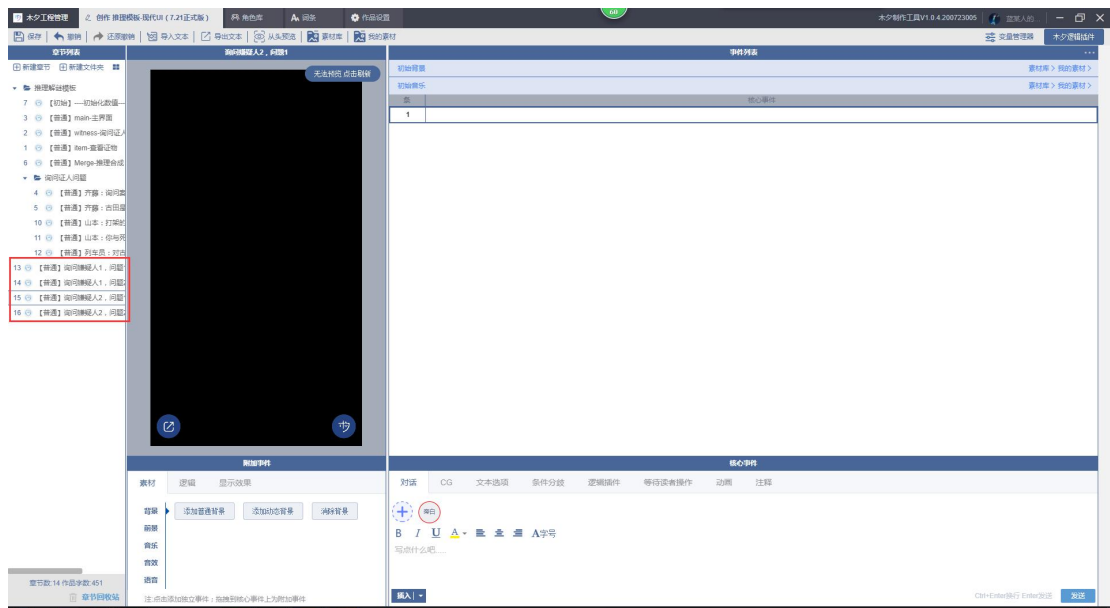 木夕工程管理 创作 推理模板-现代UI（7.21正式版） 角色库 词条 作品设置 60 木夕制作工具V1.0.4.200723005
保存 撤销 还原撤销 导入文本 导出文本 从头预览 素材库 我的素材 变量管理器 木夕逻辑插件
章节列表 询问嫌疑人2，问题1 事件列表
新建章节 新建文件夹
无法预览 点击刷新
初始背景 素材库 > 我的素材 >
初始音乐 素材库 > 我的素材 >
条 核心事件
1
推理解谜模板
7 【初始】----初始化数值--
3 【普通】main-主界面
2 【普通】witness-询问证人
1 【普通】item-查看证物
6 【普通】Merge-推理合成
询问证人问题
4 【普通】齐藤：询问案
5 【普通】齐藤：吉田是
10 【普通】山本：打架的
11 【普通】山本：你与死
12 【普通】列车员：对吉
13 【普通】询问嫌疑人1，问题
14 【普通】询问嫌疑人1，问题
15 【普通】询问嫌疑人2，问题
16 【普通】询问嫌疑人2，问题
章节数:14 作品字数:451
章节回收站
附加事件
素材 逻辑 显示效果
背景 添加普通背景 添加动态背景 消除背景
前景
音乐
音效
语音
注:点击添加独立事件；拖拽到核心事件上为附加事件
核心事件
对话 CG 文本选项 条件分歧 逻辑插件 等待读者操作 动画 注释
旁白
B I U A A字号
写点什么吧....
插入 Ctrl+Enter换行 Enter发送 发送